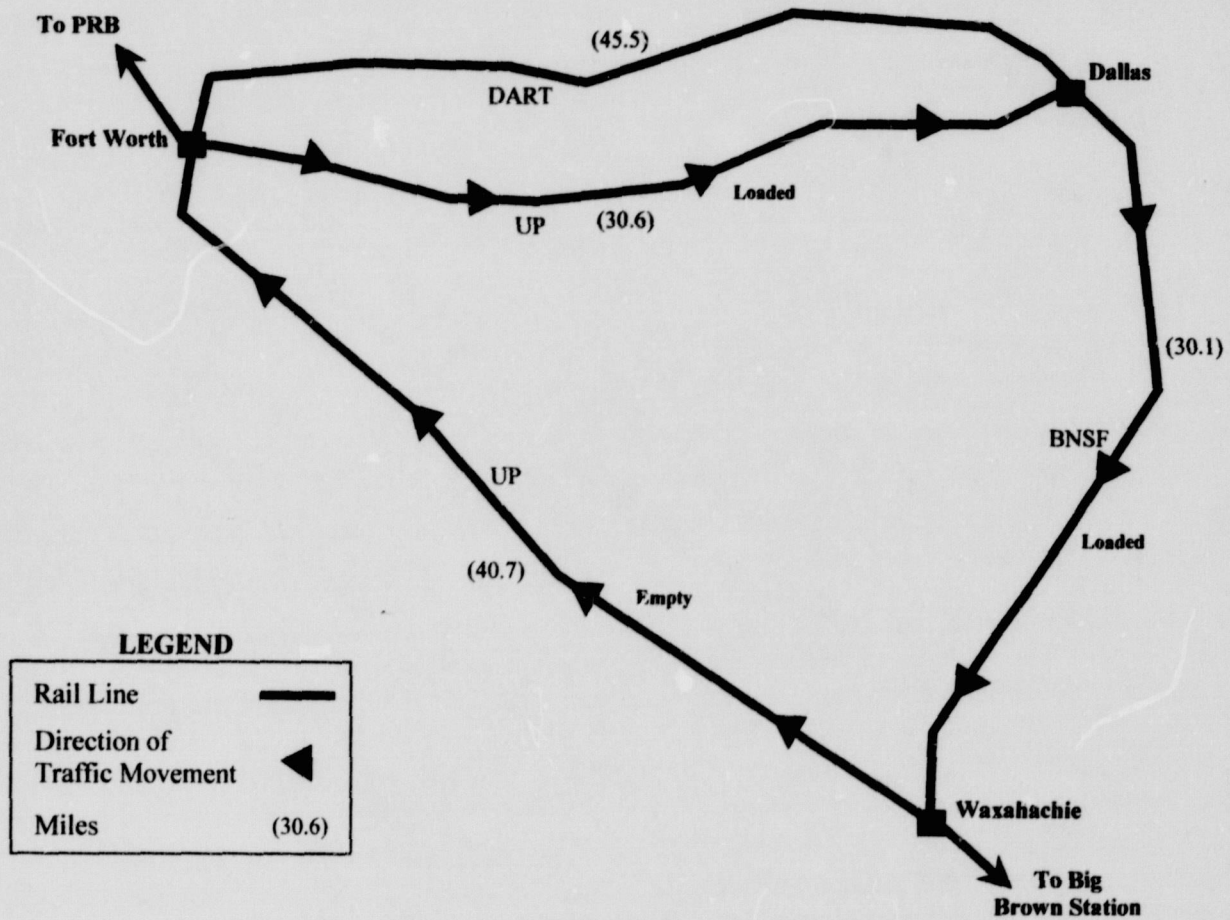 To PRB
(45.5)
Dallas
DART
Fort Worth
Loaded
UP
(30.6)
(30.1)
BNSF
UP
Loaded
(40.7)
Empty
LEGEND
Rail Line
Direction of
Traffic Movement
Miles (30.6)
Waxahachie
To Big
Brown Station